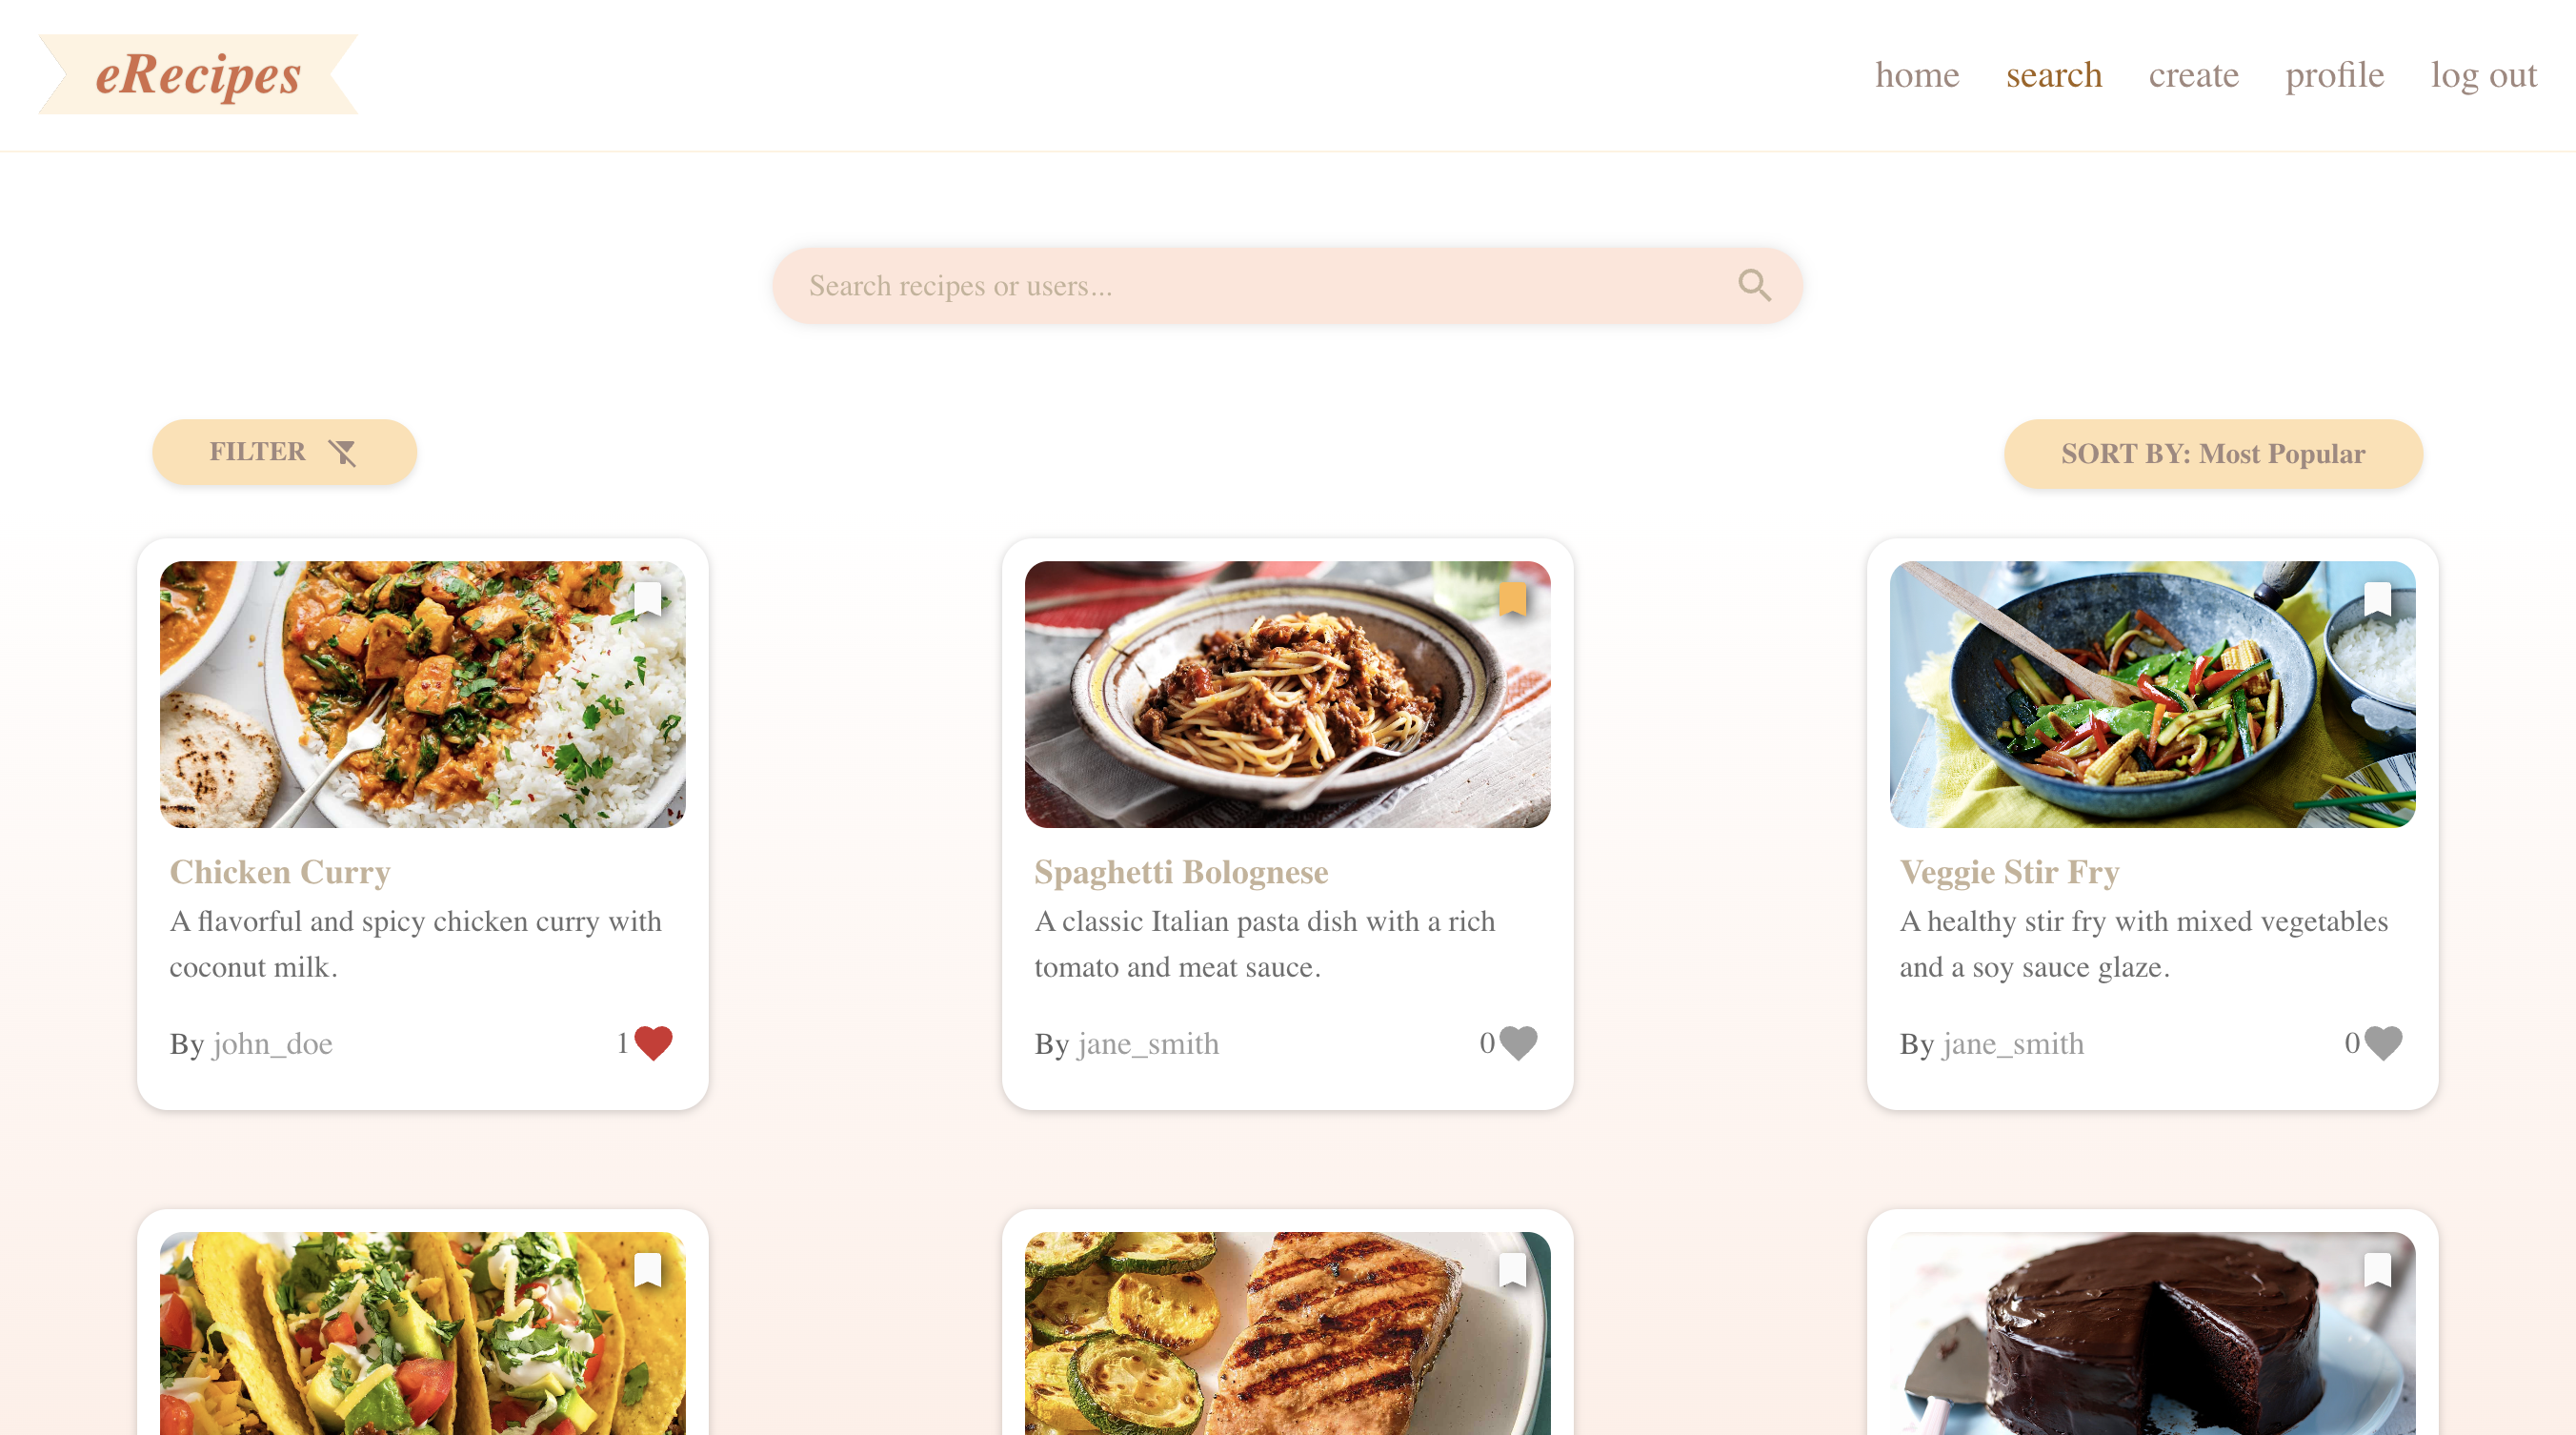 eRecipes
home search create profile log out
Search recipes or users...
FILTER
SORT BY: Most Popular
Chicken Curry
A flavorful and spicy chicken curry with
coconut milk.
By john_doe
1
Spaghetti Bolognese
A classic Italian pasta dish with a rich
tomato and meat sauce.
By jane_smith
0
Veggie Stir Fry
A healthy stir fry with mixed vegetables
and a soy sauce glaze.
By jane_smith
0